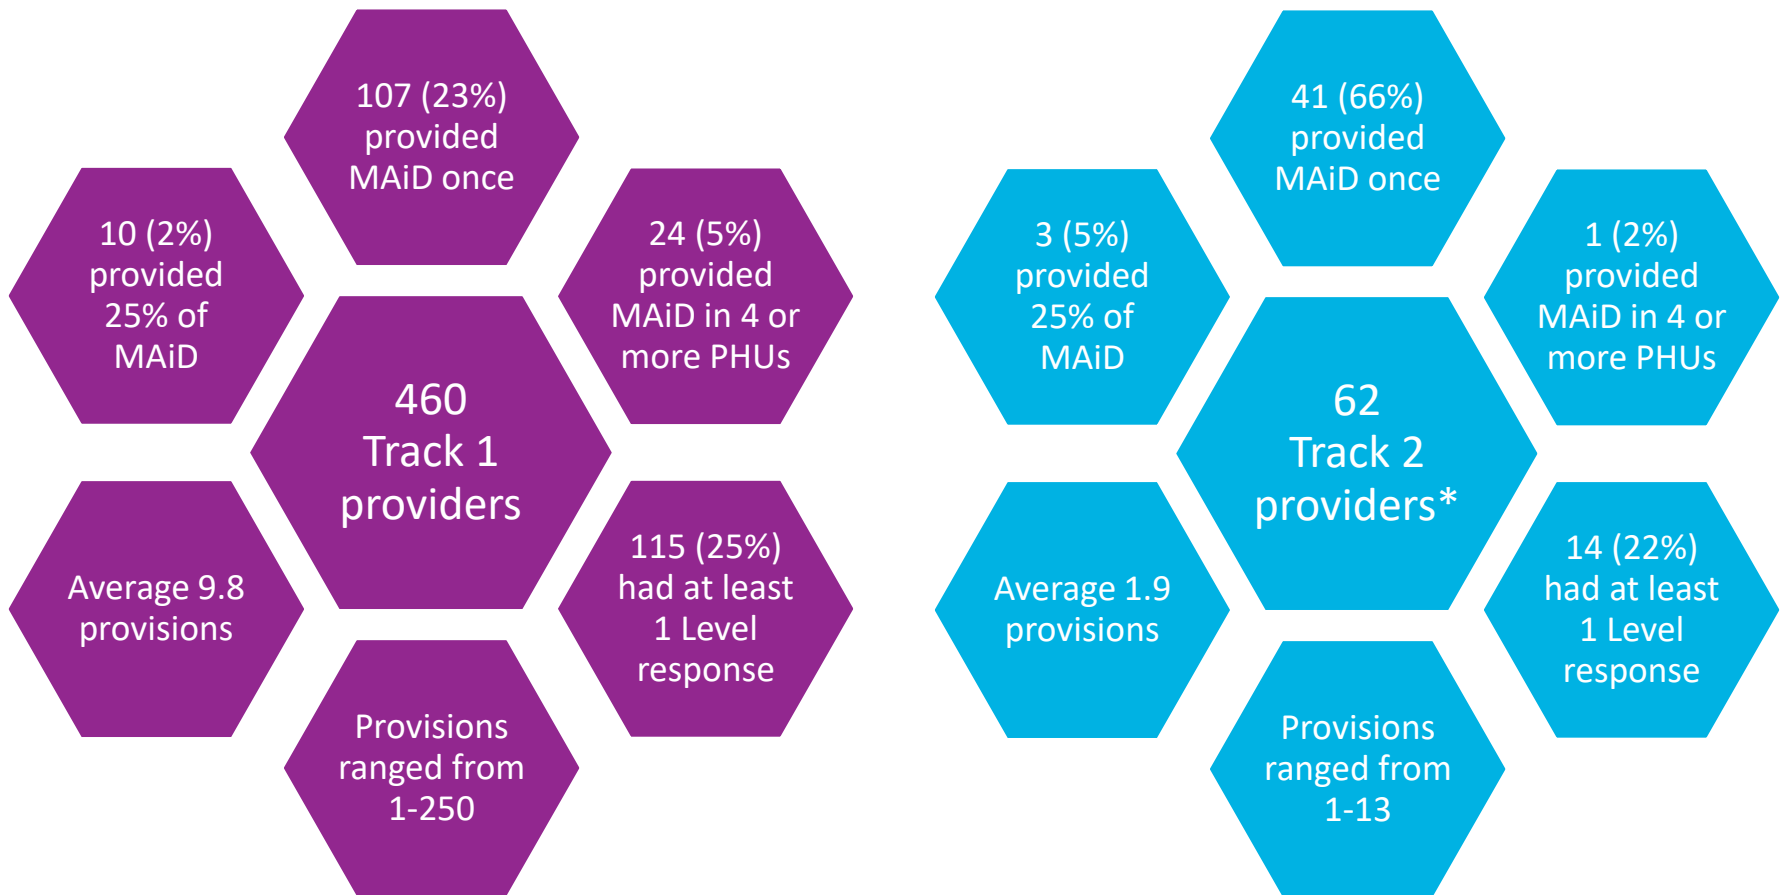 107 (23%)
provided
MAiD once
10 (2%)
provided
25% of
MAiD
24 (5%)
provided
MAiD in 4 or
more PHUs
460
Track 1
providers
Average 9.8
provisions
115 (25%)
had at least
1 Level
response
Provisions
ranged from
1-250
41 (66%)
provided
MAiD once
3 (5%)
provided
25% of
MAiD
1 (2%)
provided
MAiD in 4 or
more PHUs
62
Track 2
providers*
Average 1.9
provisions
14 (22%)
had at least
1 Level
response
Provisions
ranged from
1-13